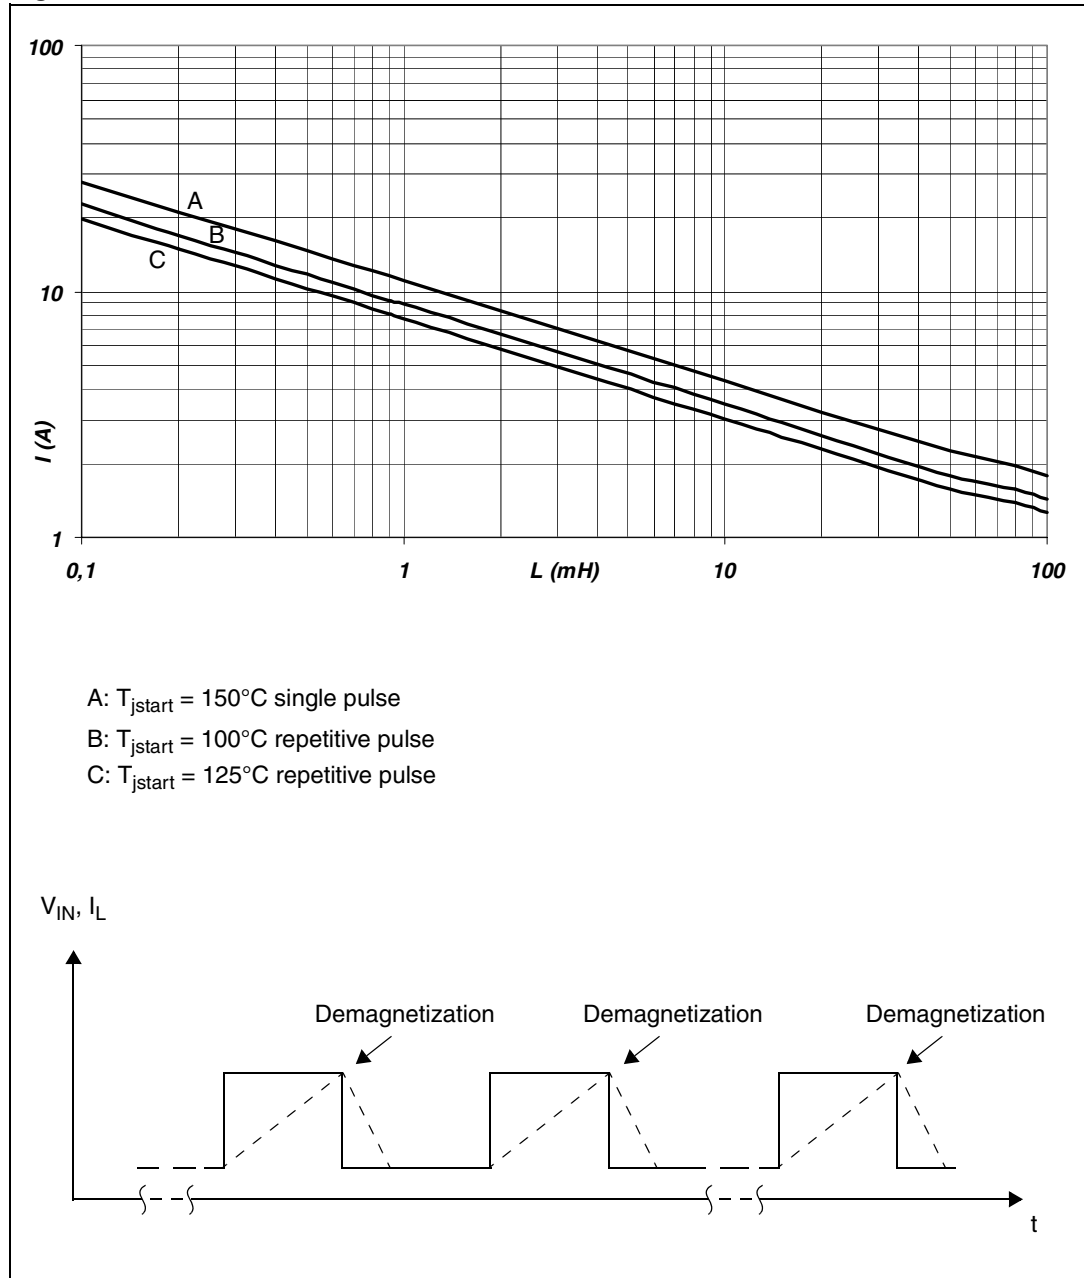 100
A
B
C
10
I (A)
1
0,1 1 L (mH) 10 100
A: Tjstart = 150°C single pulse
B: Tjstart = 100°C repetitive pulse
C: Tjstart = 125°C repetitive pulse
VIN, IL
Demagnetization Demagnetization Demagnetization
t